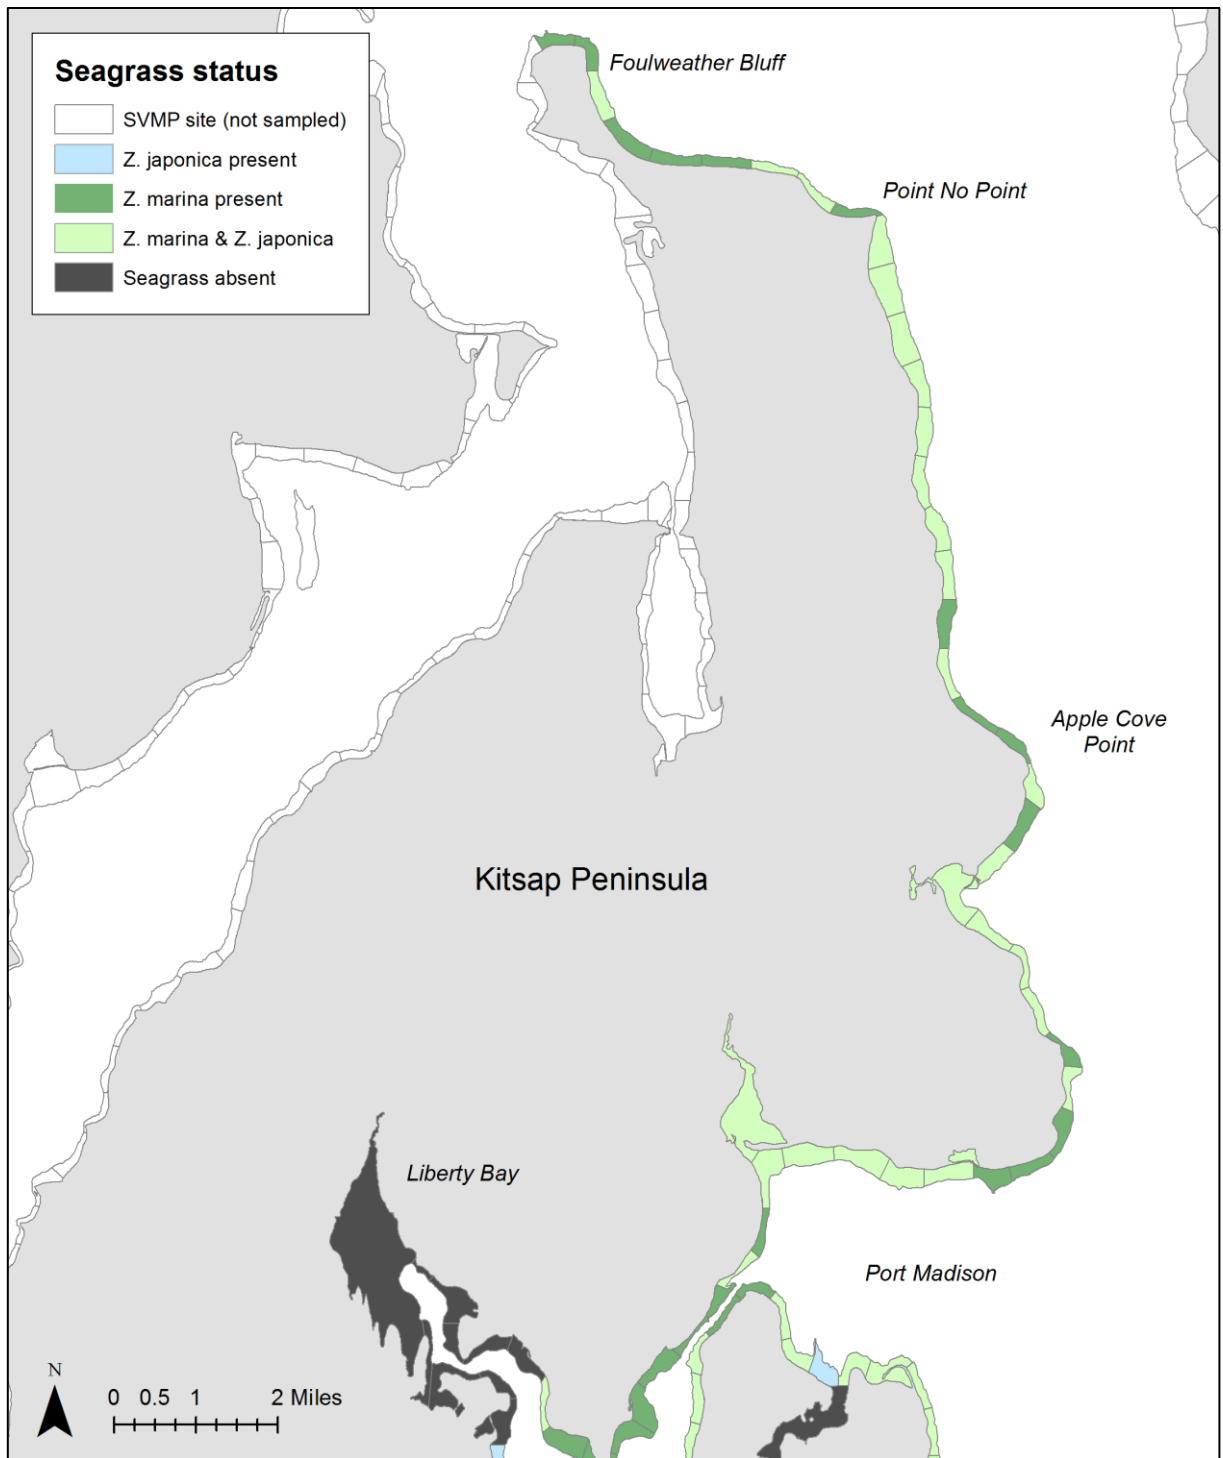 Seagrass status
SVMP site (not sampled)
Z. japonica present
Z. marina present
Z. marina & Z. japonica
Seagrass absent
Foulweather Bluff
Point No Point
Apple Cove
Point
Kitsap Peninsula
Liberty Bay
Port Madison
N
0 0.5 1 2 Miles